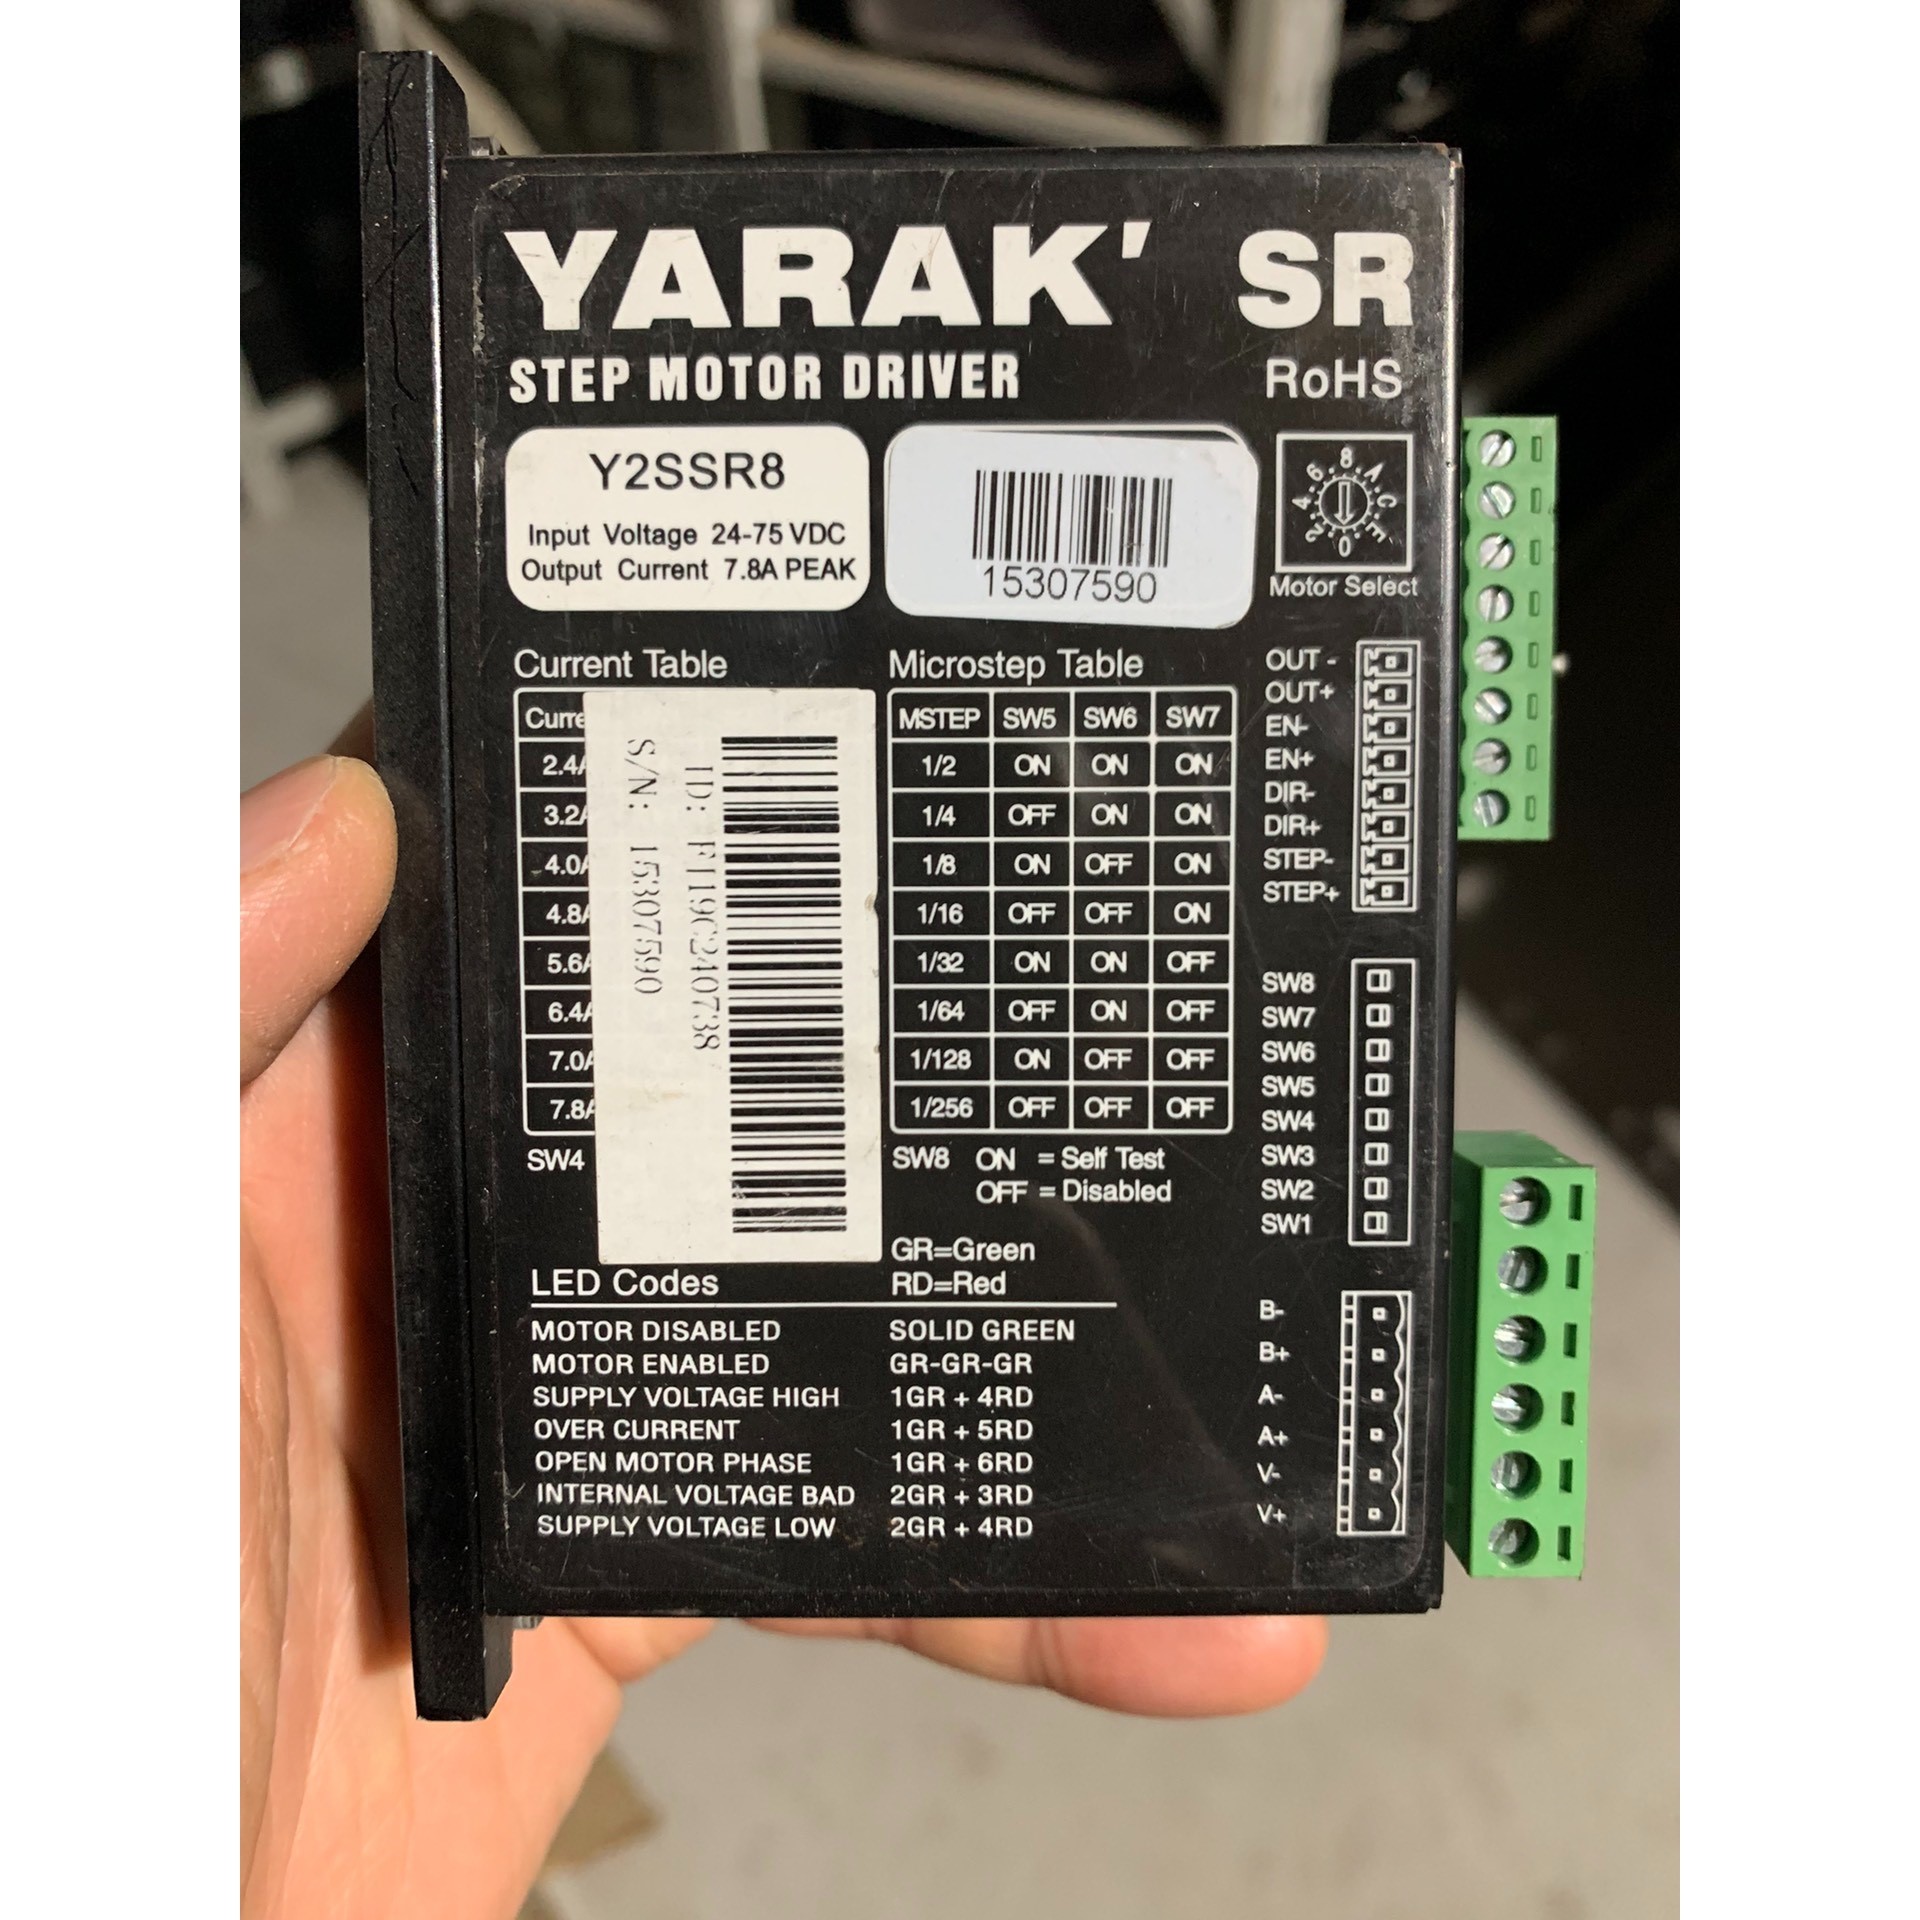 YARAK' SR
STEP MOTOR DRIVER RoHS
Y2SSR8
Input Voltage 24-75 VDC
Output Current 7.8A PEAK
15307590
0 2 4 6 8 A C E
Motor Select
Current Table
Curre
2.4A
3.2A
4.0A
4.8A
5.6A
6.4A
7.0A
7.8A
SW4
ID: F119C240738
S/N: 15307590
Microstep Table
MSTEP SW5 SW6 SW7
1/2 ON ON ON
1/4 OFF ON ON
1/8 ON OFF ON
1/16 OFF OFF ON
1/32 ON ON OFF
1/64 OFF ON OFF
1/128 ON OFF OFF
1/256 OFF OFF OFF
SW8 ON = Self Test
OFF = Disabled
GR=Green
RD=Red
LED Codes
MOTOR DISABLED SOLID GREEN
MOTOR ENABLED GR-GR-GR
SUPPLY VOLTAGE HIGH 1GR + 4RD
OVER CURRENT 1GR + 5RD
OPEN MOTOR PHASE 1GR + 6RD
INTERNAL VOLTAGE BAD 2GR + 3RD
SUPPLY VOLTAGE LOW 2GR + 4RD
OUT -
OUT+
EN-
EN+
DIR-
DIR+
STEP-
STEP+
SW8
SW7
SW6
SW5
SW4
SW3
SW2
SW1
B-
B+
A-
A+
V-
V+